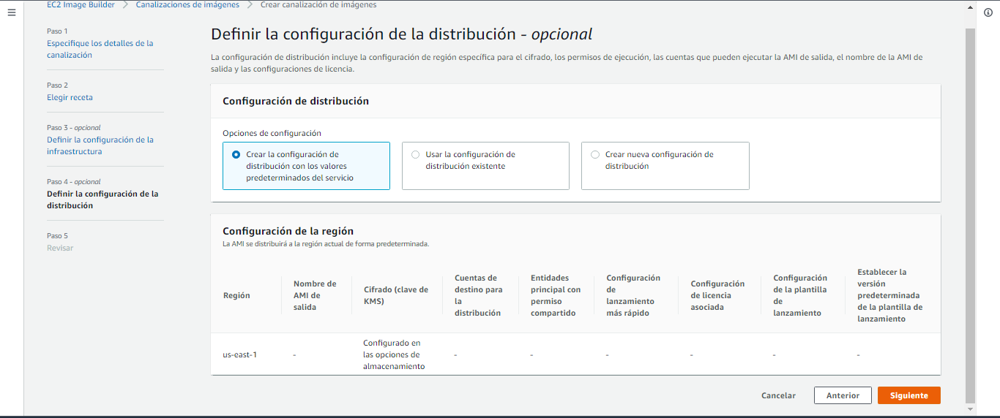 EC2 Image Builder > Canalizaciones de imágenes > Crear canalización de imágenes
Paso 1
Especifique los detalles de la
canalización
Paso 2
Elegir receta
Paso 3 - opcional
Definir la configuración de la
infraestructura
Paso 4 - opcional
Definir la configuración de la
distribución
Paso 5
Revisar
Definir la configuración de la distribución - opcional
La configuración de distribución incluye la configuración de región específica para el cifrado, los permisos de ejecución, las cuentas que pueden ejecutar la AMI de salida, el nombre de la AMI de
salida y las configuraciones de licencia.
Configuración de distribución
Opciones de configuración
Crear la configuración de
distribución con los valores
predeterminados del servicio
Usar la configuración de
distribución existente
Crear nueva configuración de
distribución
Configuración de la región
La AMI se distribuirá a la región actual de forma predeterminada.
Región
Nombre de
AMI de
salida
Cifrado (clave de
KMS)
Cuentas de
destino para
la
distribución
Entidades
principal con
permiso
compartido
Configuración
de
lanzamiento
más rápido
Configuración
de licencia
asociada
Configuración
de la plantilla
de
lanzamiento
Establecer la
versión
predeterminada
de la plantilla de
lanzamiento
us-east-1
-
Configurado en
las opciones de
almacenamiento
-
-
-
-
-
-
Cancelar
Anterior
Siguiente